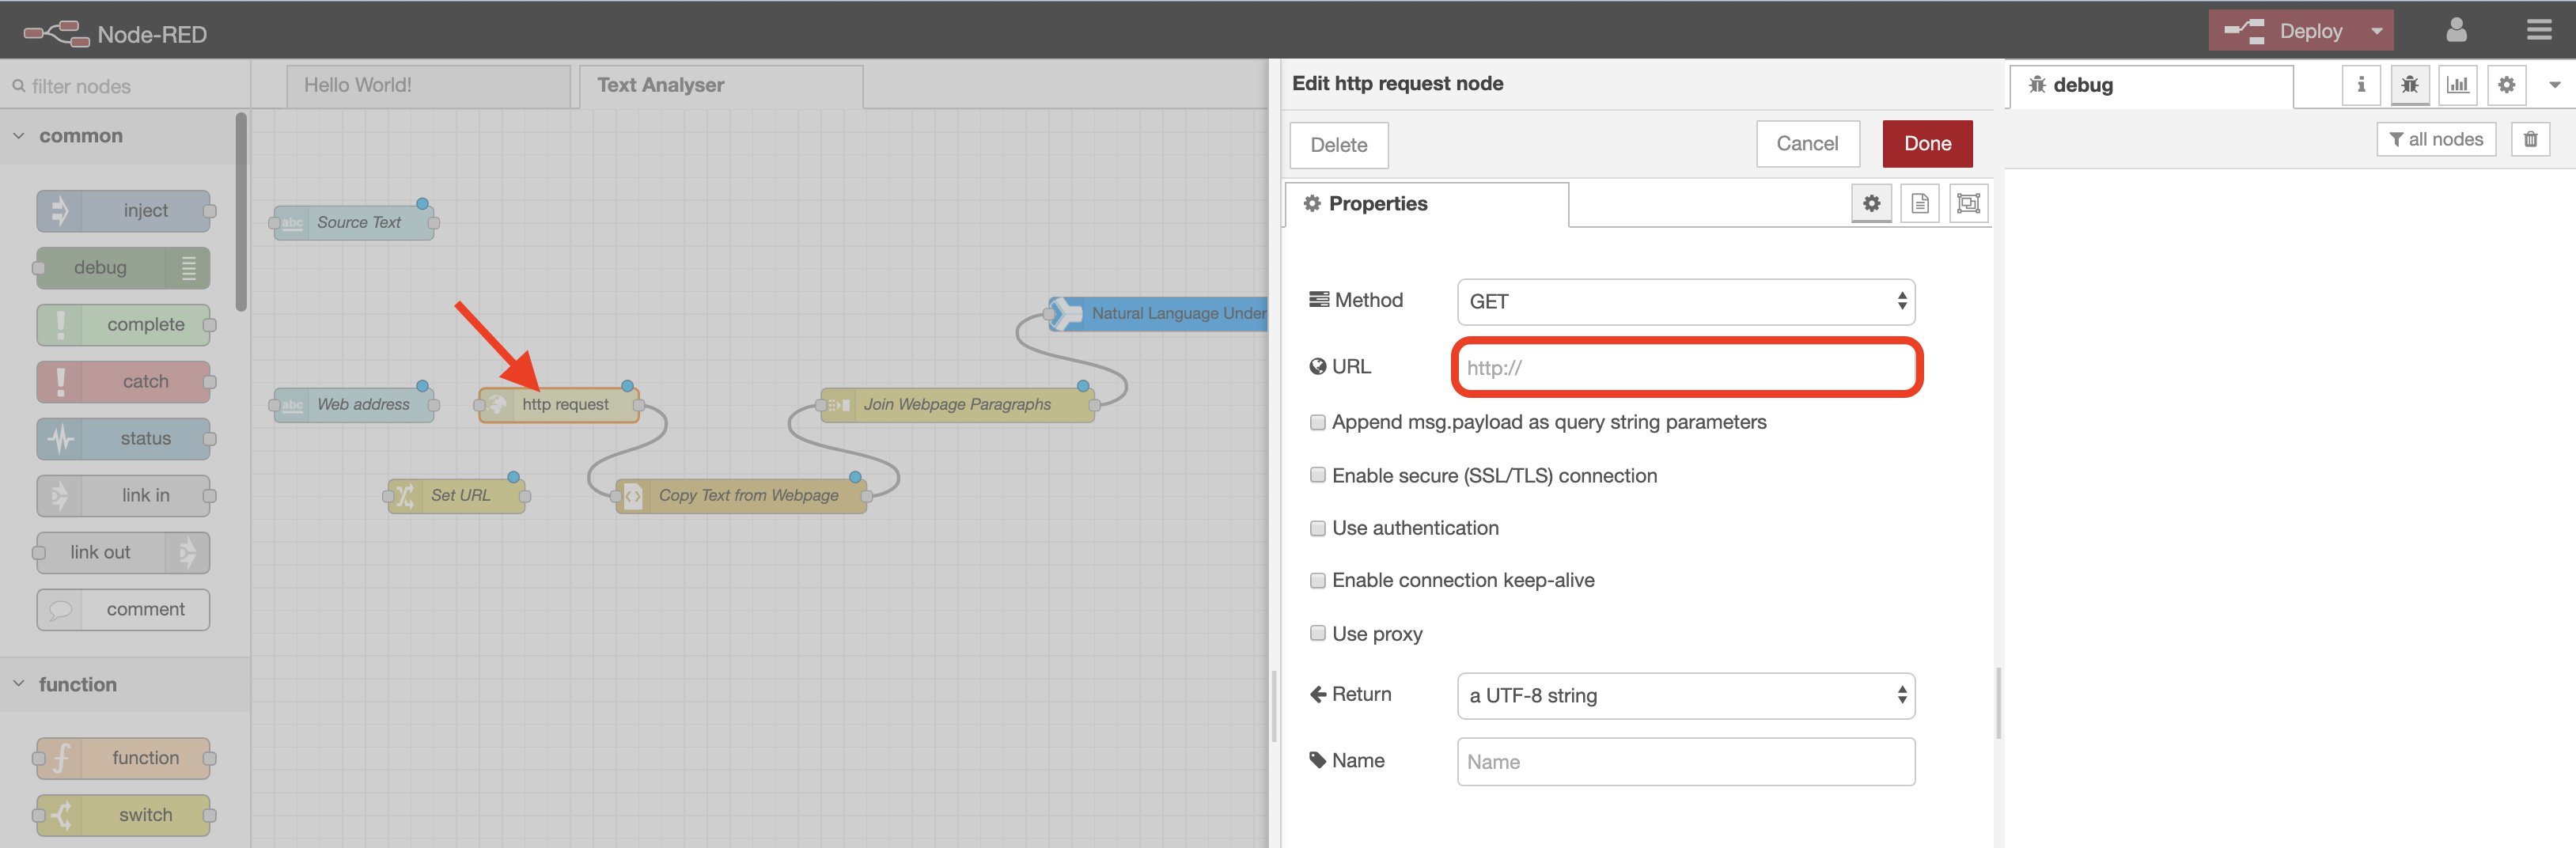 Node-RED
Deploy
filter nodes
Hello World!
Text Analyser
Edit http request node
debug
common
Delete
Cancel
Done
all nodes
inject
abc
Source Text
Properties
debug
complete
Method
GET
Natural Language Under
catch
URL
http://
abc
Web address
http request
Join Webpage Paragraphs
Append msg.payload as query string parameters
status
Enable secure (SSL/TLS) connection
link in
Set URL
Copy Text from Webpage
Use authentication
link out
Enable connection keep-alive
comment
Use proxy
function
Return
a UTF-8 string
function
Name
Name
switch